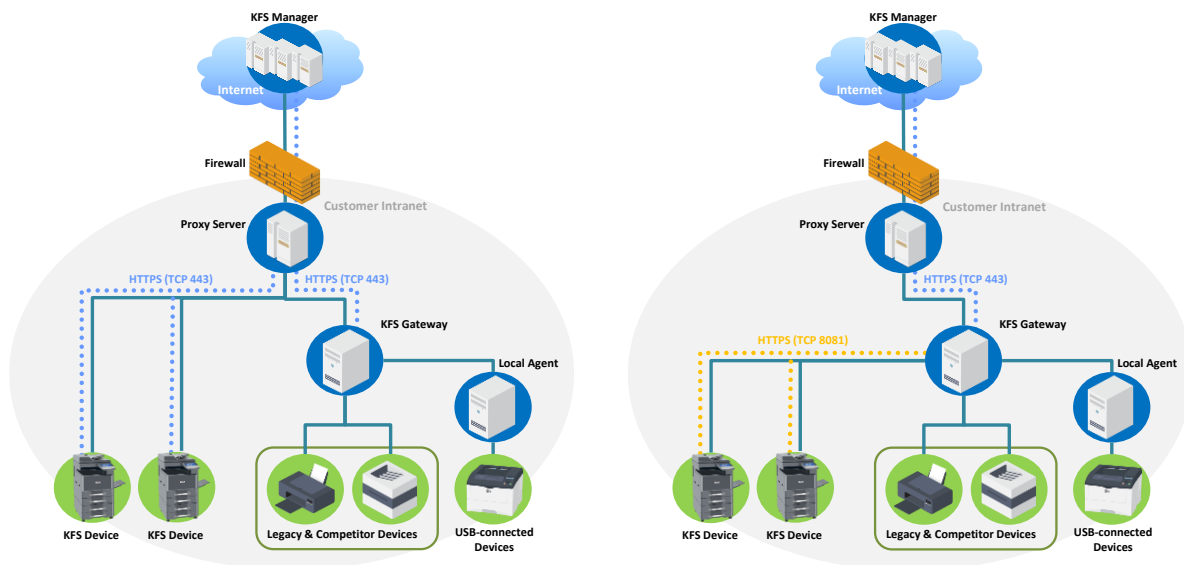 KFS Manager
Internet
Firewall
Customer Intranet
Proxy Server
HTTPS (TCP 443)
HTTPS (TCP 443)
KFS Gateway
Local Agent
KFS Device
KFS Device
Legacy & Competitor Devices
USB-connected
Devices
KFS Manager
Internet
Firewall
Customer Intranet
Proxy Server
HTTPS (TCP 443)
KFS Gateway
HTTPS (TCP 8081)
Local Agent
KFS Device
KFS Device
Legacy & Competitor Devices
USB-connected
Devices